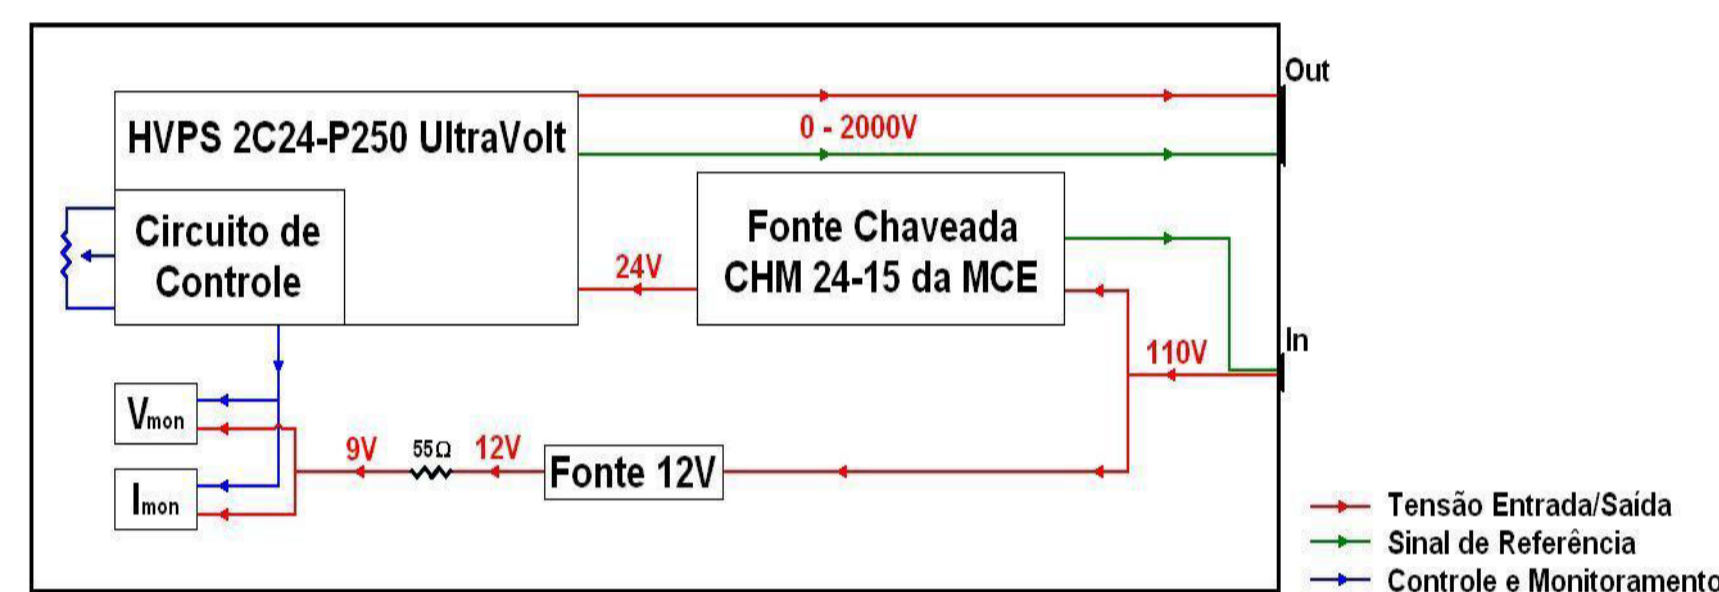 Out
HVPS 2C24-P250 UltraVolt
0 - 2000V
Circuito de
Controle
Fonte Chaveada
CHM 24-15 da MCE
24V
In
110V
Vmon
9V
55Ω
12V
Fonte 12V
Imon
Tensão Entrada/Saída
Sinal de Referência
Controle e Monitoramento